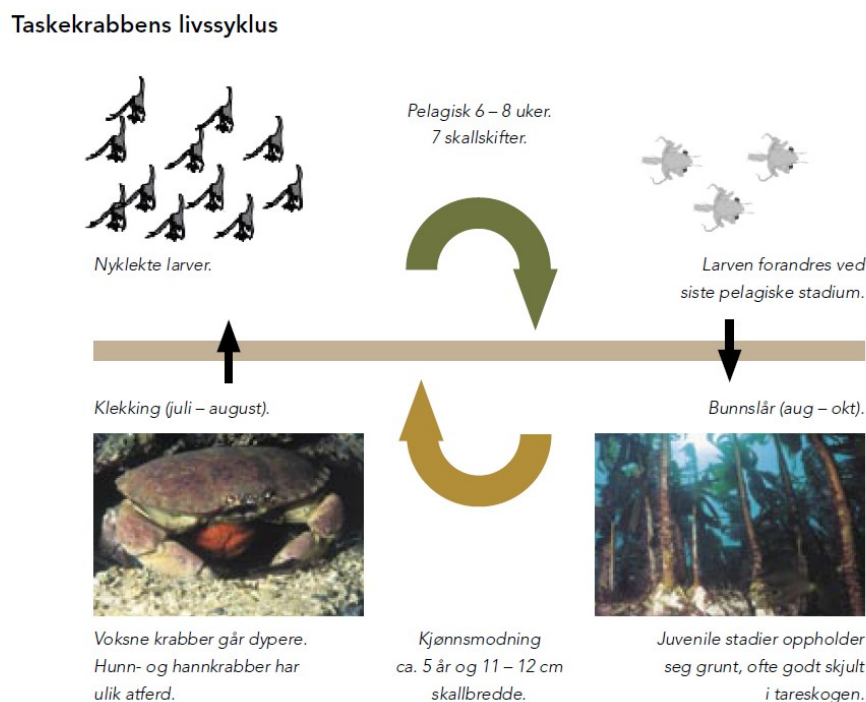 Taskekrabbens livssyklus
Pelagisk 6 – 8 uker.
7 skallskifter.
Nyklekte larver.
Larven forandres ved
siste pelagiske stadium.
Klekking (juli – august).
Bunnslår (aug – okt).
Voksne krabber går dypere.
Hunn- og hannkrabber har
ulik atferd.
Kjønnsmodning
ca. 5 år og 11 – 12 cm
skallbredde.
Juvenile stadier oppholder
seg grunt, ofte godt skjult
i tareskogen.